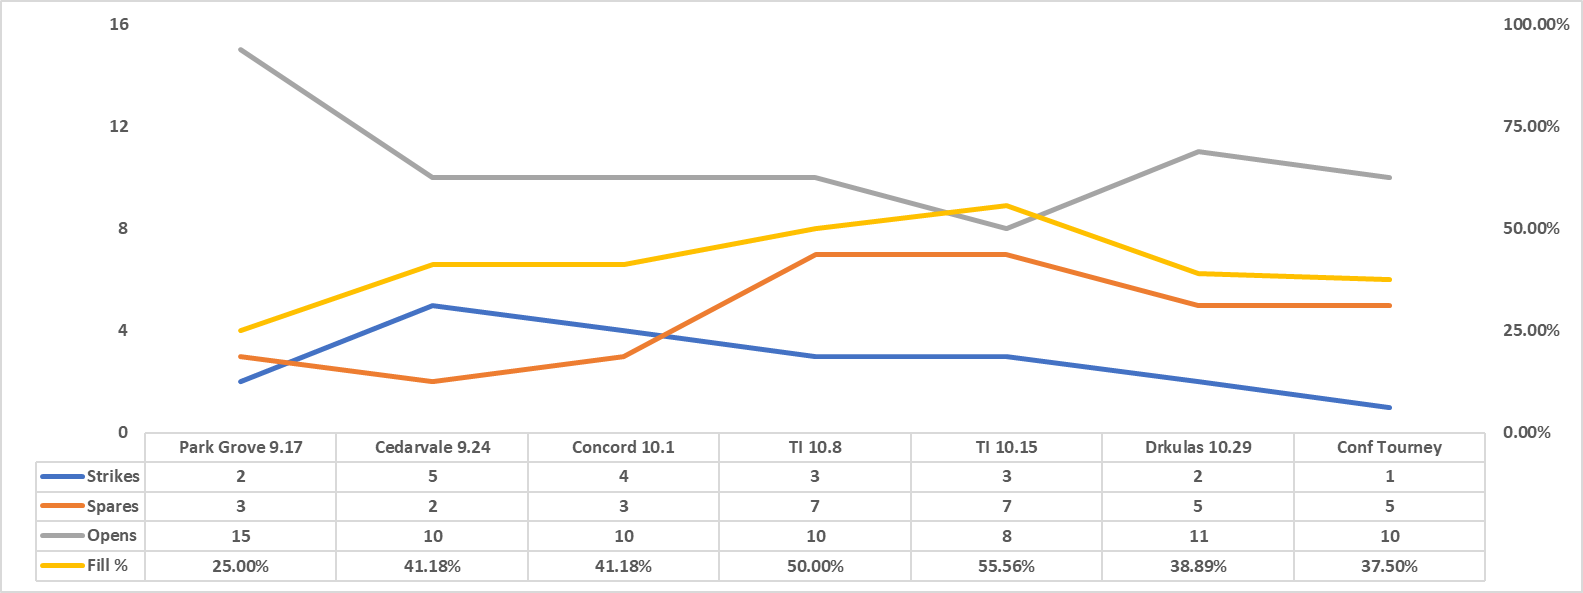 16 100.00%
12 75.00%
8 50.00%
4 25.00%
0 0.00%
Park Grove 9.17 Cedarvale 9.24 Concord 10.1 TI 10.8 TI 10.15 Drkulas 10.29 Conf Tourney
Strikes 2 5 4 3 3 2 1
Spares 3 2 3 7 7 5 5
Opens 15 10 10 10 8 11 10
Fill % 25.00% 41.18% 41.18% 50.00% 55.56% 38.89% 37.50%